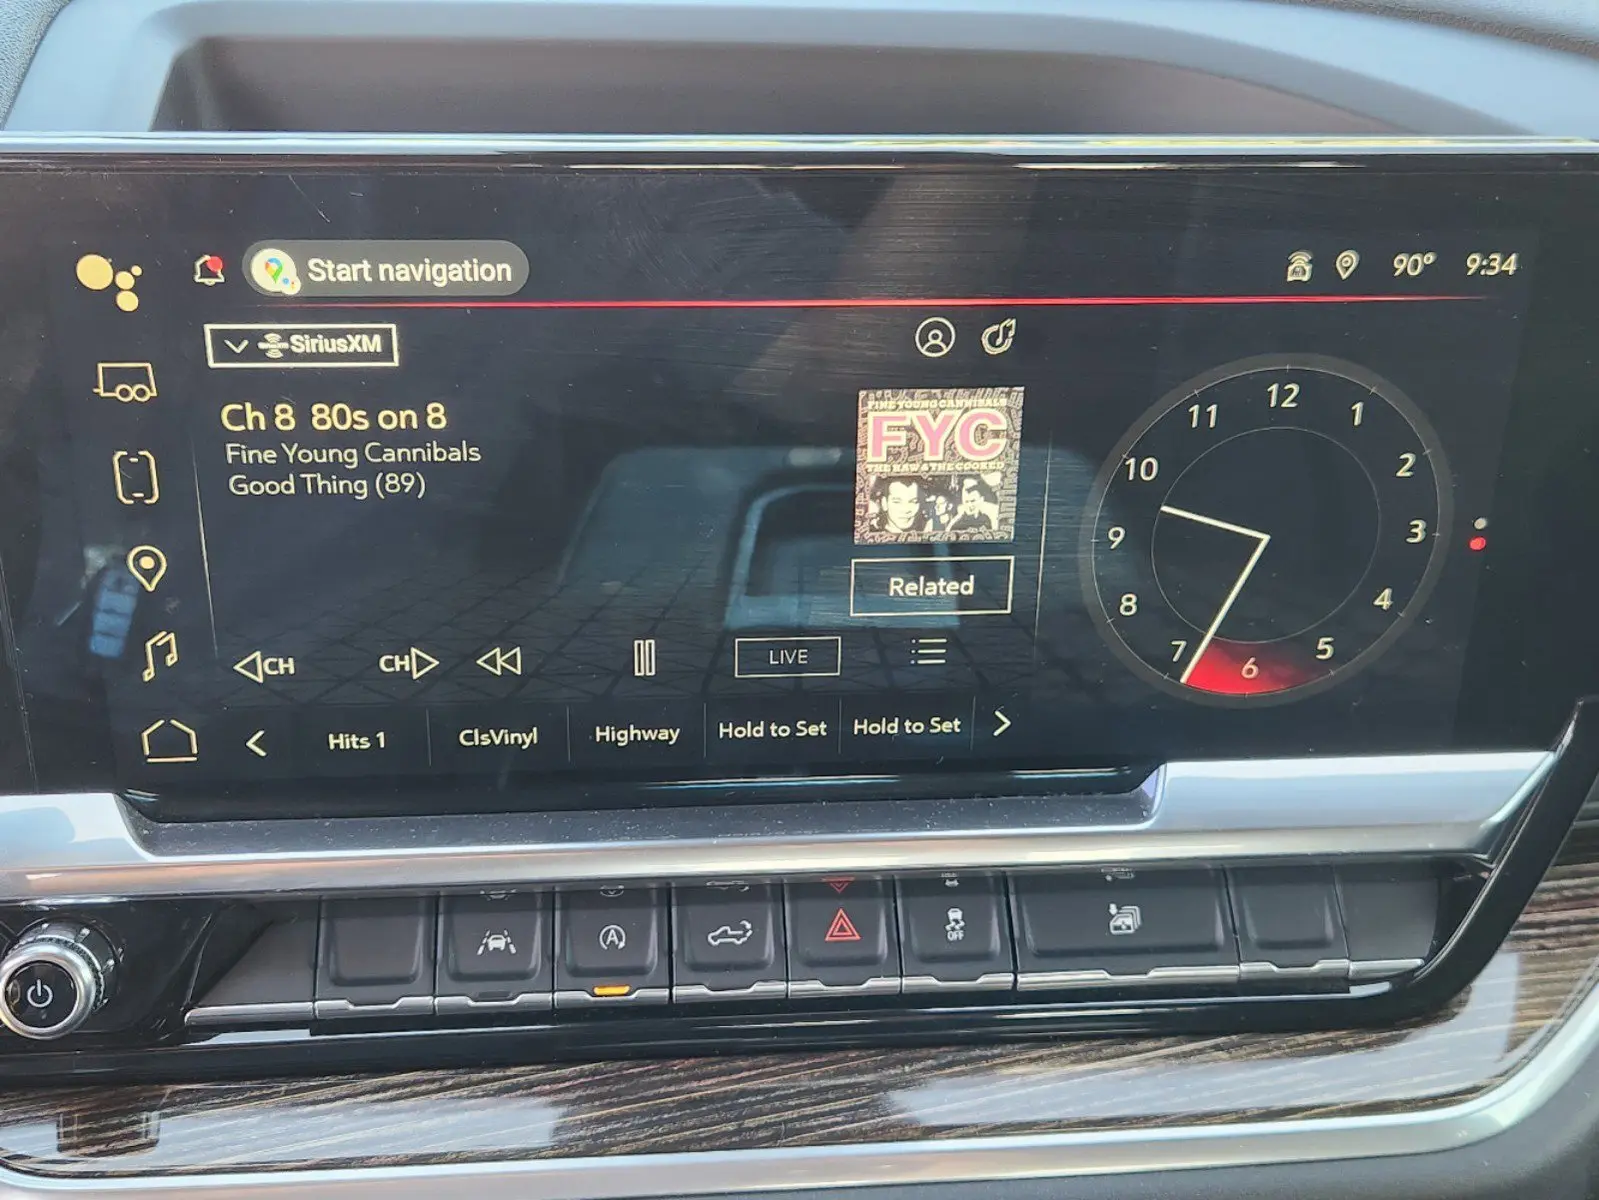 Start navigation
90° 9:34
SiriusXM
Ch 8 80s on 8
Fine Young Cannibals
Good Thing (89)
FINE YOUNG CANNIBALS
FYC
THE RAW & THE COOKED
Related
CH
CH
LIVE
Hits 1
ClsVinyl
Highway
Hold to Set
Hold to Set
12
1
2
3
4
5
6
7
8
9
10
11
A
OFF